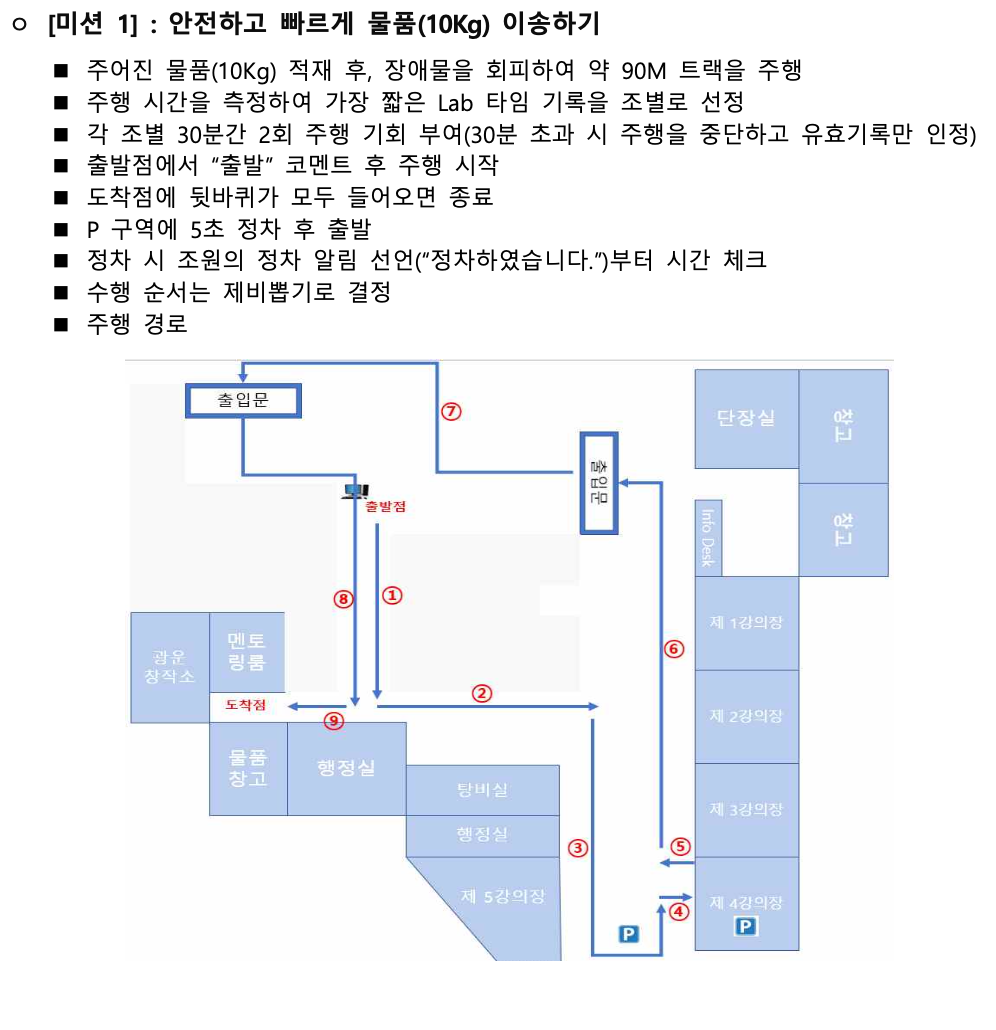 ○ [미션 1] : 안전하고 빠르게 물품(10Kg) 이송하기
■ 주어진 물품(10Kg) 적재 후, 장애물을 회피하여 약 90M 트랙을 주행
■ 주행 시간을 측정하여 가장 짧은 Lab 타임 기록을 조별로 선정
■ 각 조별 30분간 2회 주행 기회 부여(30분 초과 시 주행을 중단하고 유효기록만 인정)
■ 출발점에서 “출발” 코멘트 후 주행 시작
■ 도착점에 뒷바퀴가 모두 들어오면 종료
■ P 구역에 5초 정차 후 출발
■ 정차 시 조원의 정차 알림 선언(“정차하였습니다.”)부터 시간 체크
■ 수행 순서는 제비뽑기로 결정
■ 주행 경로
출입문
⑦
단장실
창고
출입문
출발점
Info Desk
창고
⑧
①
제 1강의장
멘토
링룸
광운
창작소
⑥
②
도착점
⑨
제 2강의장
물품
창고
행정실
탕비실
제 3강의장
행정실
③
⑤
제 5강의장
④
제 4강의장
P
P